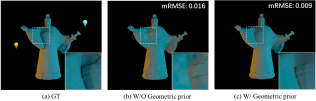 mRMSE: 0.016
mRMSE: 0.009
(a) GT
(b) W/O Geometric prior
(c) W/ Geometric prior